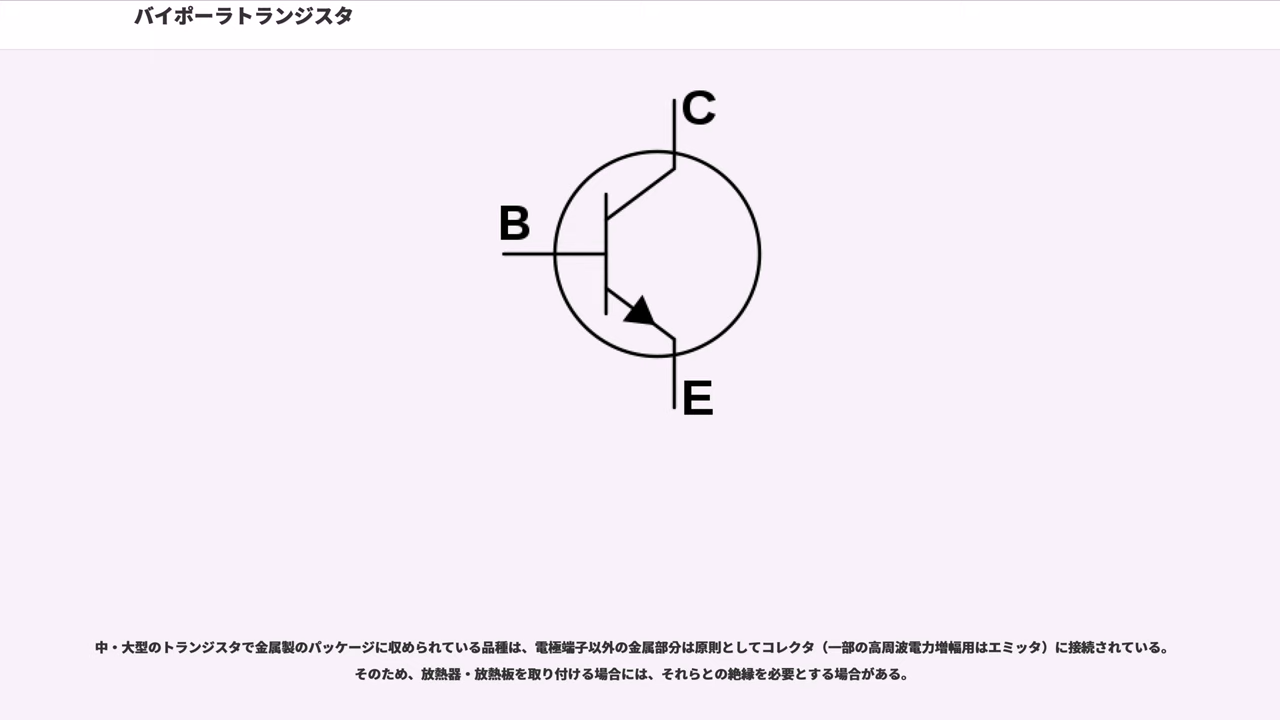 バイポーラトランジスタ
C
B
E
中・大型のトランジスタで金属製のパッケージに収められている品種は、電極端子以外の金属部分は原則としてコレクタ（一部の高周波電力増幅用はエミッタ）に接続されている。
そのため、放熱器・放熱板を取り付ける場合には、それらとの絶縁を必要とする場合がある。